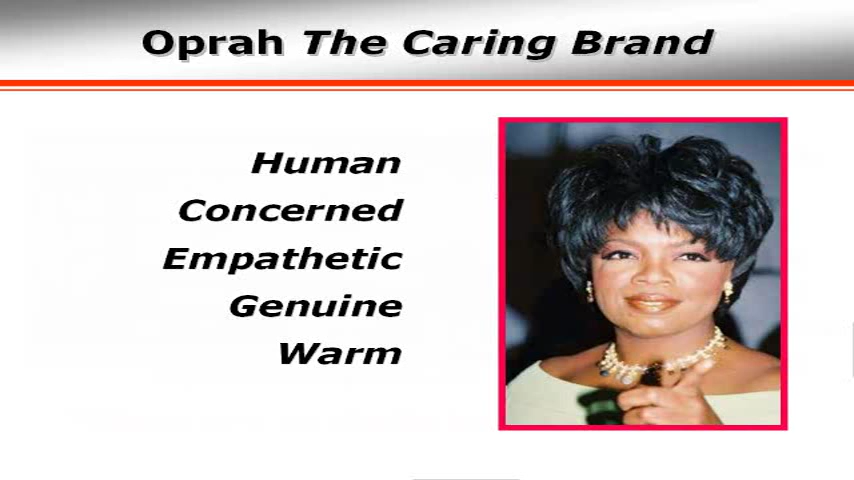 Oprah The Caring Brand
Human
Concerned
Empathetic
Genuine
Warm